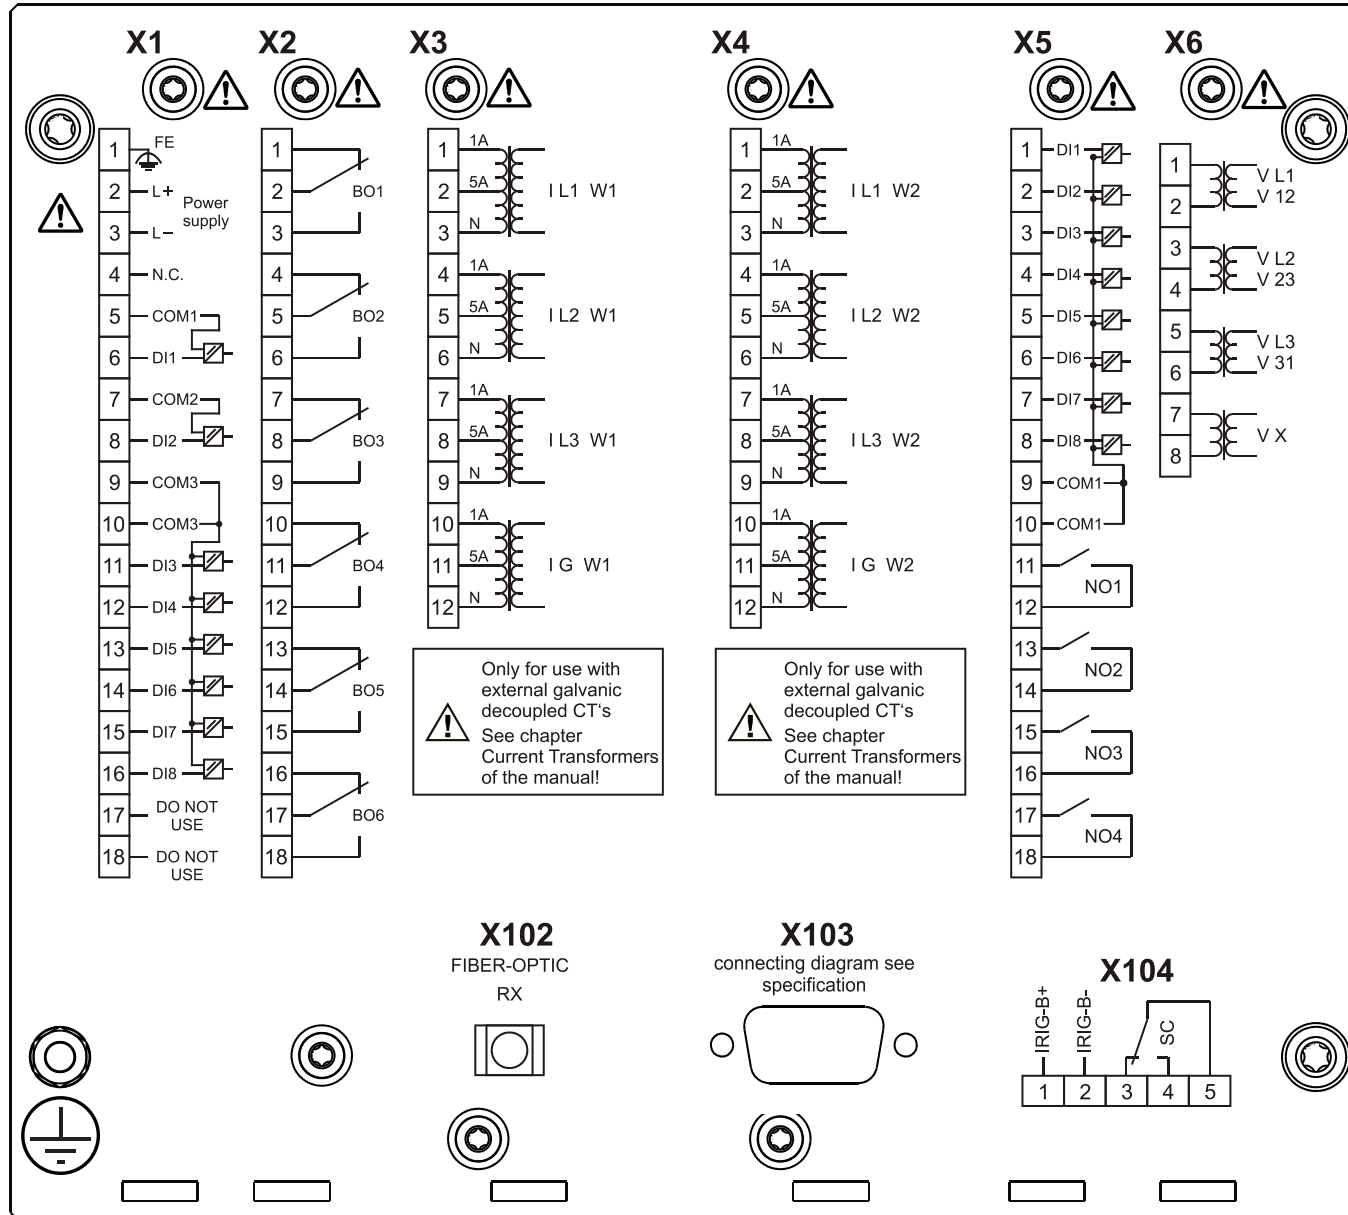 X1
X2
X3
X4
X5
X6
1
FE
2
L+
Power
supply
3
L−
4
N.C.
5
COM1
6
DI1
7
COM2
8
DI2
9
COM3
10
COM3
11
DI3
12
DI4
13
DI5
14
DI6
15
DI7
16
DI8
17
DO NOT
USE
18
DO NOT
USE
1
2
BO1
3
4
5
BO2
6
7
8
BO3
9
10
11
BO4
12
13
14
BO5
15
16
17
BO6
18
1
1A
2
5A
I L1 W1
3
N
4
1A
5
5A
I L2 W1
6
N
7
1A
8
5A
I L3 W1
9
N
10
1A
11
5A
I G W1
12
N
Only for use with
external galvanic
decoupled CT‘s
See chapter
Current Transformers
of the manual!
1
1A
2
5A
I L1 W2
3
N
4
1A
5
5A
I L2 W2
6
N
7
1A
8
5A
I L3 W2
9
N
10
1A
11
5A
I G W2
12
N
Only for use with
external galvanic
decoupled CT‘s
See chapter
Current Transformers
of the manual!
1
DI1
2
DI2
3
DI3
4
DI4
5
DI5
6
DI6
7
DI7
8
DI8
9
COM1
10
COM1
11
NO1
12
13
NO2
14
15
NO3
16
17
NO4
18
1
V L1
2
V 12
3
V L2
4
V 23
5
V L3
6
V 31
7
V X
8
X102
FIBER-OPTIC
RX
X103
connecting diagram see
specification
X104
IRIG-B+
IRIG-B-
SC
1 2 3 4 5